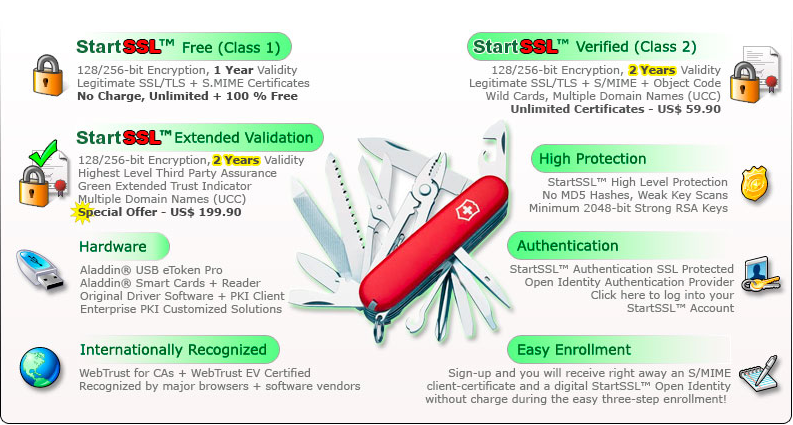 StartSSL™ Free (Class 1)
128/256-bit Encryption, 1 Year Validity
Legitimate SSL/TLS + S.MIME Certificates
No Charge, Unlimited + 100 % Free
StartSSL™ Verified (Class 2)
128/256-bit Encryption, 2 Years Validity
Legitimate SSL/TLS + S/MIME + Object Code
Wild Cards, Multiple Domain Names (UCC)
Unlimited Certificates - US$ 59.90
StartSSL™ Extended Validation
128/256-bit Encryption, 2 Years Validity
Highest Level Third Party Assurance
Green Extended Trust Indicator
Multiple Domain Names (UCC)
Special Offer - US$ 199.90
High Protection
StartSSL™ High Level Protection
No MD5 Hashes, Weak Key Scans
Minimum 2048-bit Strong RSA Keys
Hardware
Aladdin® USB eToken Pro
Aladdin® Smart Cards + Reader
Original Driver Software + PKI Client
Enterprise PKI Customized Solutions
Authentication
StartSSL™ Authentication SSL Protected
Open Identity Authentication Provider
Click here to log into your
StartSSL™ Account
Internationally Recognized
WebTrust for CAs + WebTrust EV Certified
Recognized by major browsers + software vendors
Easy Enrollment
Sign-up and you will receive right away an S/MIME
client-certificate and a digital StartSSL™ Open Identity
without charge during the easy three-step enrollment!